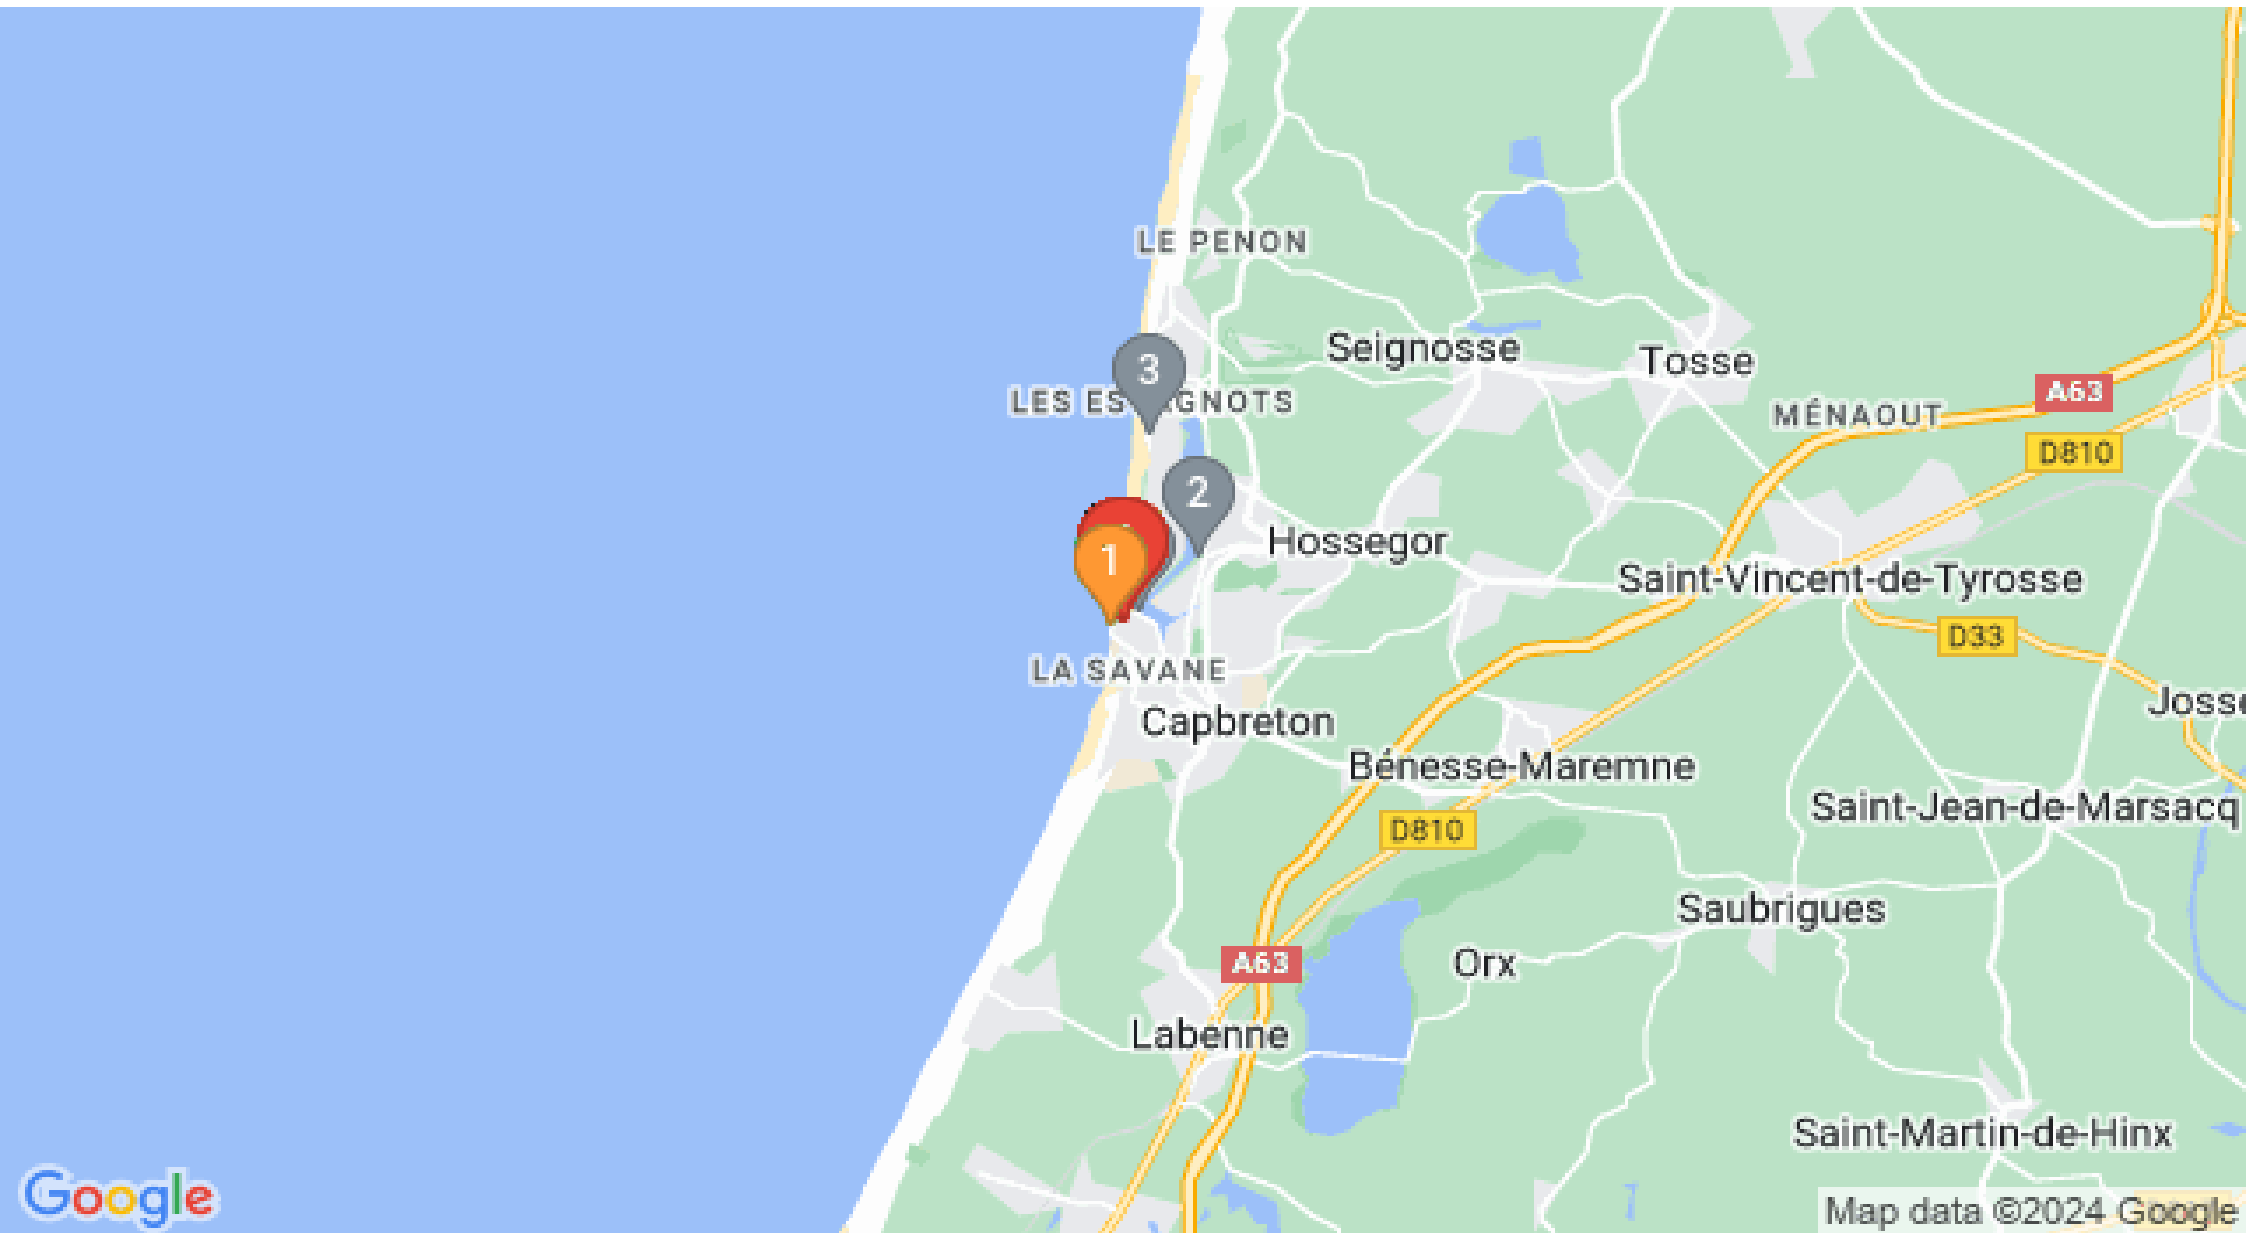 LE PENON
Seignosse
Tosse
3
LES ES
GNOTS
A63
MÉNAOUT
D810
2
1
Hossegor
Saint-Vincent-de-Tyrosse
D33
LA SAVANE
Josse
Capbreton
Bénesse-Maremne
Saint-Jean-de-Marsacq
D810
Saubrigues
A63
Orx
Labenne
Saint-Martin-de-Hinx
Google
Map data ©2024 Google